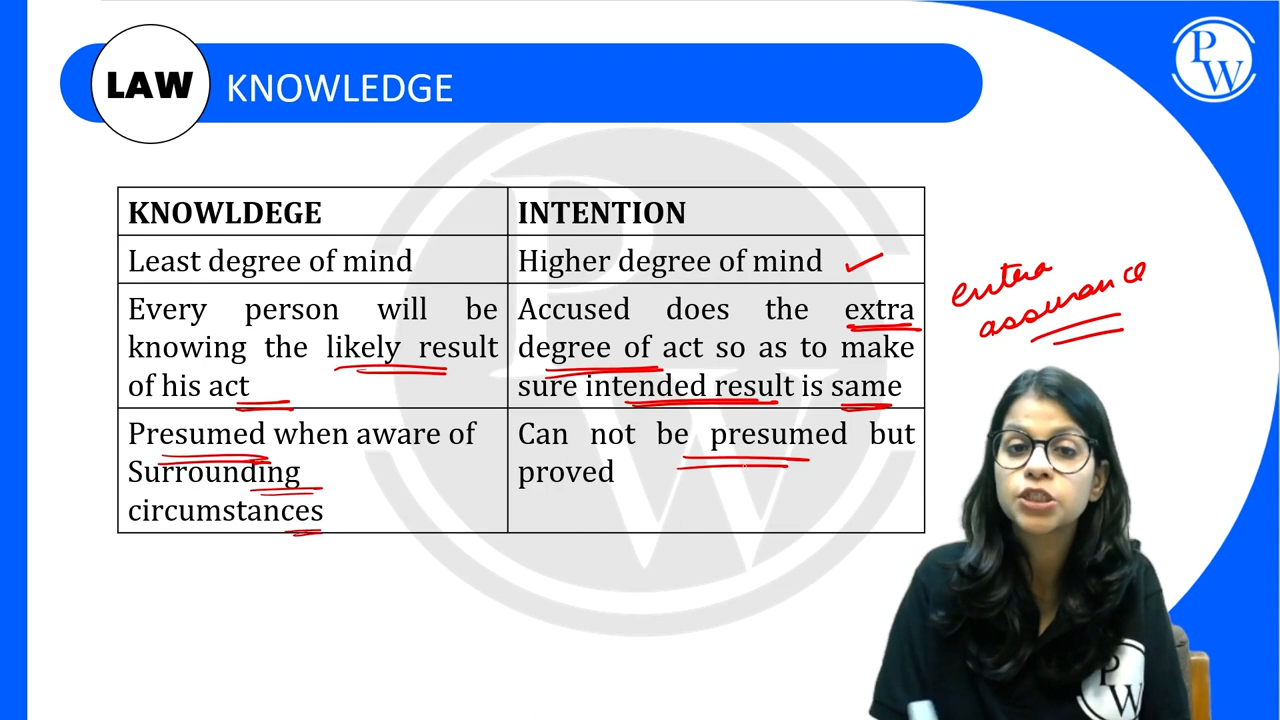 LAW
KNOWLEDGE
PW
KNOWLDEGE
INTENTION
Least degree of mind
Higher degree of mind
Every person will be
knowing the likely result
of his act
Accused does the extra
degree of act so as to make
sure intended result is same
Presumed when aware of
Surrounding
circumstances
Can not be presumed but
proved
extra
assurance
PW
PW